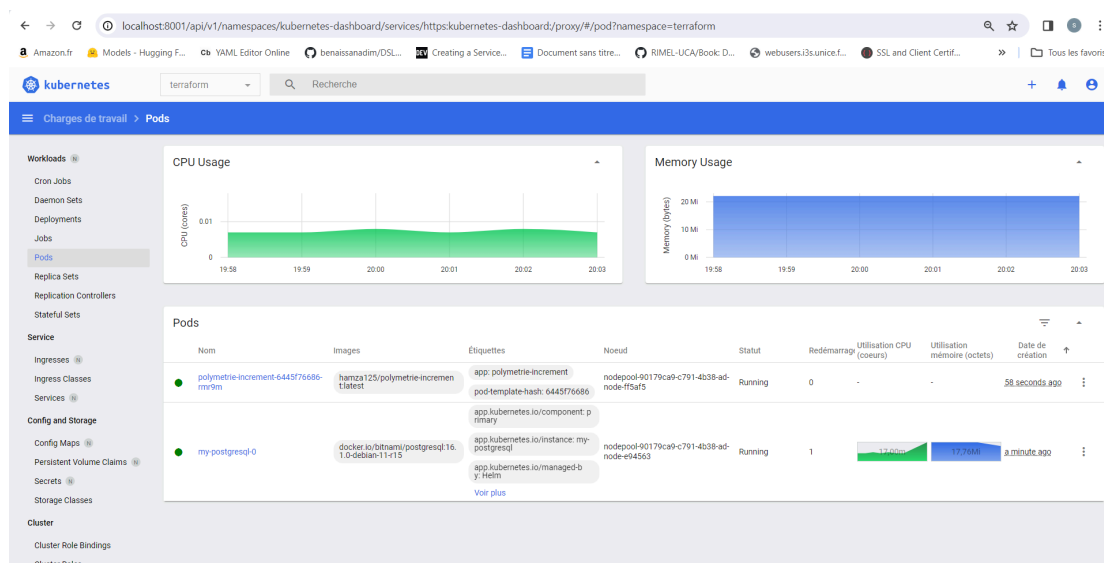 localhost:8001/api/v1/namespaces/kubernetes-dashboard/services/https:kubernetes-dashboard:/proxy/#/pod?namespace=terraform
Amazon.fr Models - Hugging F... YAML Editor Online benaissanadim/DSL... Creating a Service... Document sans titre... RIMEL-UCA/Book: D... webusers.i3s.unice.f... SSL and Client Certif... » Tous les favoris
kubernetes terraform Recherche
Charges de travail > Pods
Workloads N
Cron Jobs
Daemon Sets
Deployments
Jobs
Pods
Replica Sets
Replication Controllers
Stateful Sets
Service
Ingresses N
Ingress Classes
Services N
Config and Storage
Config Maps N
Persistent Volume Claims N
Secrets N
Storage Classes
Cluster
Cluster Role Bindings
CPU Usage
CPU (cores)
0.01
0
19:58 19:59 20:00 20:01 20:02 20:03
Memory Usage
Memory (bytes)
20 Mi
10 Mi
0 Mi
19:58 19:59 20:00 20:01 20:02 20:03
Pods
Nom Images Étiquettes Noeud Statut Redémarrag Utilisation CPU (coeurs) Utilisation mémoire (octets) Date de création
polymetrie-increment-6445f76686-
rmr9m
hamza125/polymetrie-incremen
t:latest
app: polymetrie-increment
pod-template-hash: 6445f76686
nodepool-90179ca9-c791-4b38-ad-
node-ff5af5
Running
0
-
-
58 seconds ago
my-postgresql-0
docker.io/bitnami/postgresql:16.
1.0-debian-11-r15
app.kubernetes.io/component: p
rimary
app.kubernetes.io/instance: my-
postgresql
app.kubernetes.io/managed-b
y: Helm
Voir plus
nodepool-90179ca9-c791-4b38-ad-
node-e94563
Running
1
17,00m
17,76Mi
a minute ago